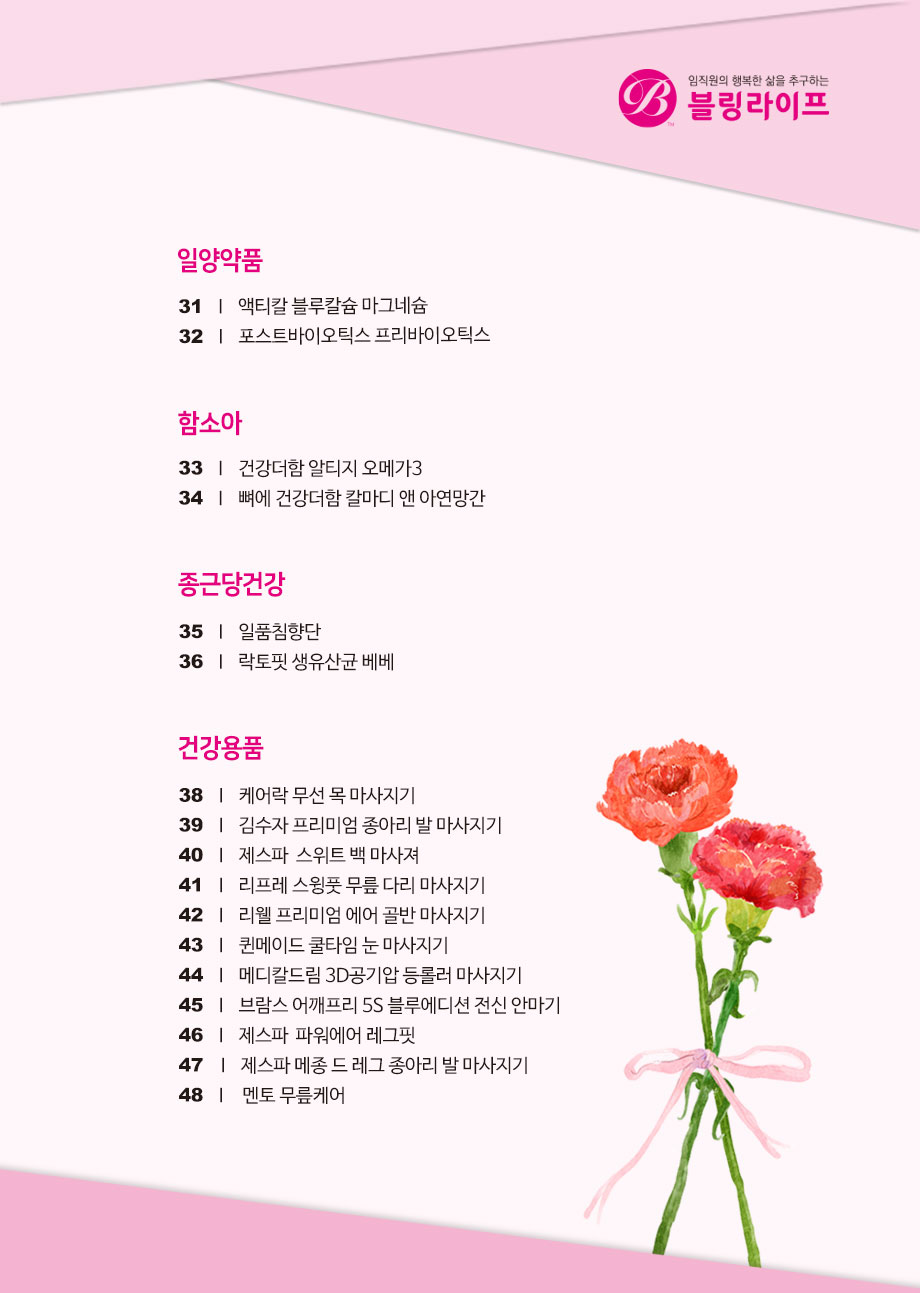 임직원의 행복한 삶을 추구하는
B
TM
블링라이프
일양약품
31 | 액티칼 블루칼슘 마그네슘
32 | 포스트바이오틱스 프리바이오틱스
함소아
33 | 건강더함 알티지 오메가3
34 | 뼈에 건강더함 칼마디 앤 아연망간
종근당건강
35 | 일품침향단
36 | 락토핏 생유산균 베베
건강용품
38 | 케어락 무선 목 마사지기
39 | 김수자 프리미엄 종아리 발 마사지기
40 | 제스파 스위트 백 마사져
41 | 리프레 스윙풋 무릎 다리 마사지기
42 | 리웰 프리미엄 에어 골반 마사지기
43 | 퀸메이드 쿨타임 눈 마사지기
44 | 메디칼드림 3D공기압 등롤러 마사지기
45 | 브람스 어깨프리 5S 블루에디션 전신 안마기
46 | 제스파 파워에어 레그핏
47 | 제스파 메종 드 레그 종아리 발 마사지기
48 | 멘토 무릎케어